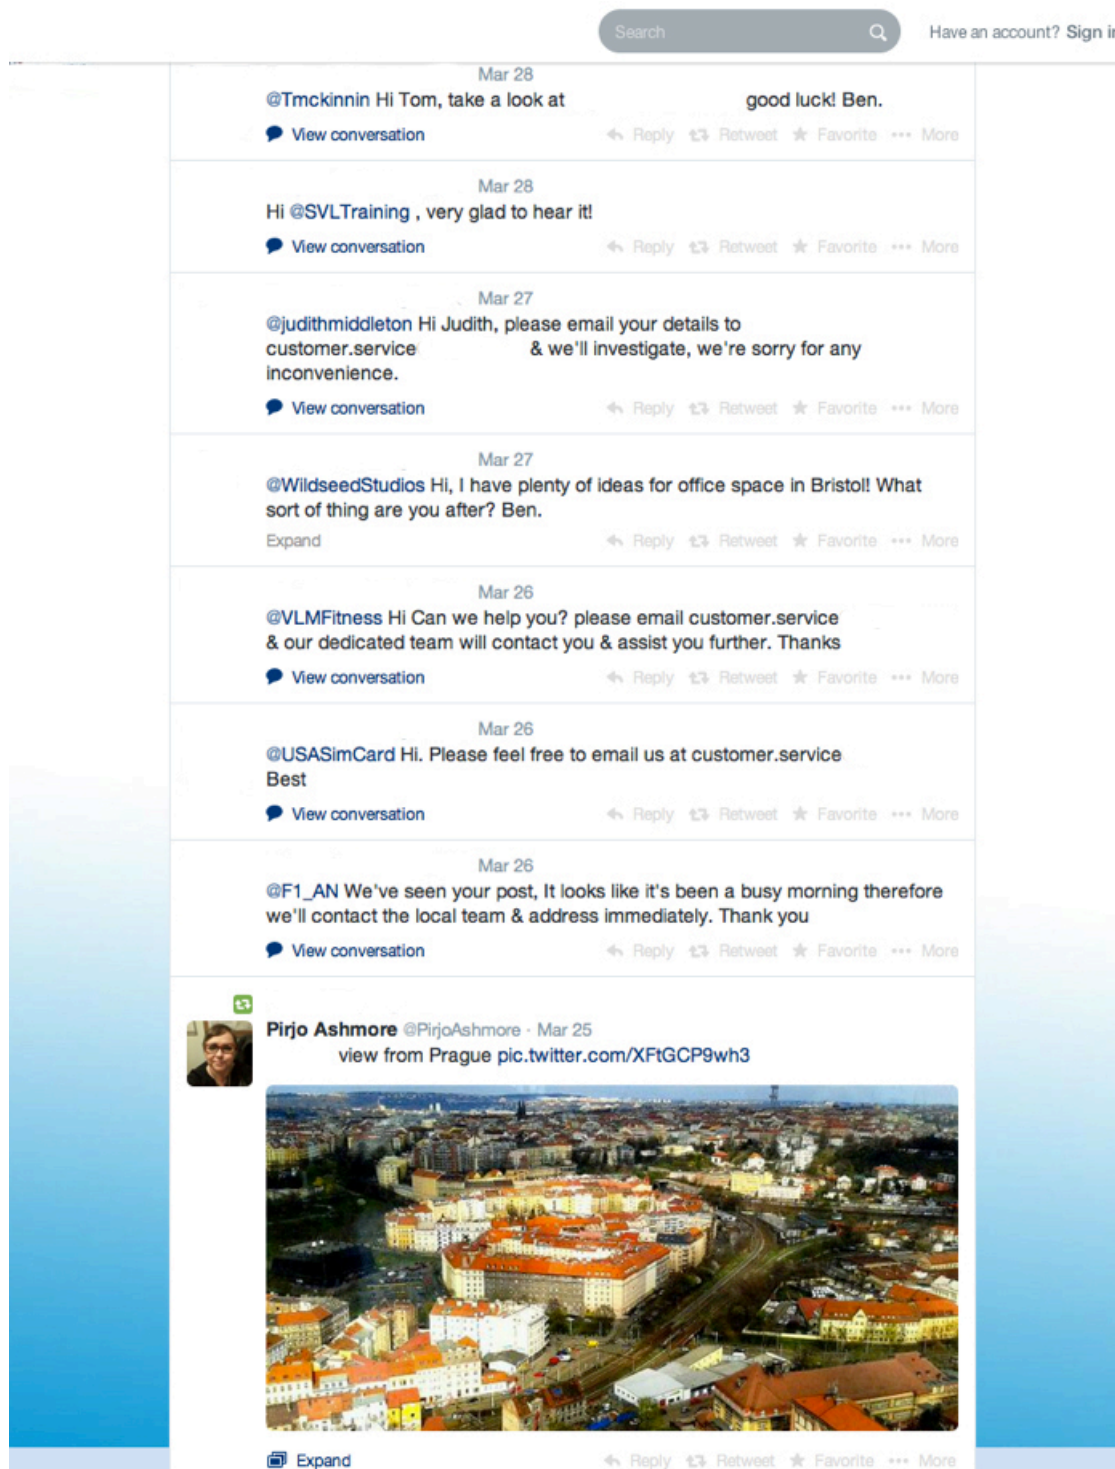 Search
Have an account? Sign in
Mar 28
@Tmckinnin Hi Tom, take a look at good luck! Ben.
View conversation Reply Retweet Favorite More
Mar 28
Hi @SVLTraining , very glad to hear it!
View conversation Reply Retweet Favorite More
Mar 27
@judithmiddleton Hi Judith, please email your details to
customer.service & we'll investigate, we're sorry for any
inconvenience.
View conversation Reply Retweet Favorite More
Mar 27
@WildseedStudios Hi, I have plenty of ideas for office space in Bristol! What
sort of thing are you after? Ben.
Expand Reply Retweet Favorite More
Mar 26
@VLMFitness Hi Can we help you? please email customer.service
& our dedicated team will contact you & assist you further. Thanks
View conversation Reply Retweet Favorite More
Mar 26
@USASimCard Hi. Please feel free to email us at customer.service
Best
View conversation Reply Retweet Favorite More
Mar 26
@F1_AN We've seen your post, It looks like it's been a busy morning therefore
we'll contact the local team & address immediately. Thank you
View conversation Reply Retweet Favorite More
Pirjo Ashmore @PirjoAshmore · Mar 25
view from Prague pic.twitter.com/XFtGCP9wh3
Expand Reply Retweet Favorite More